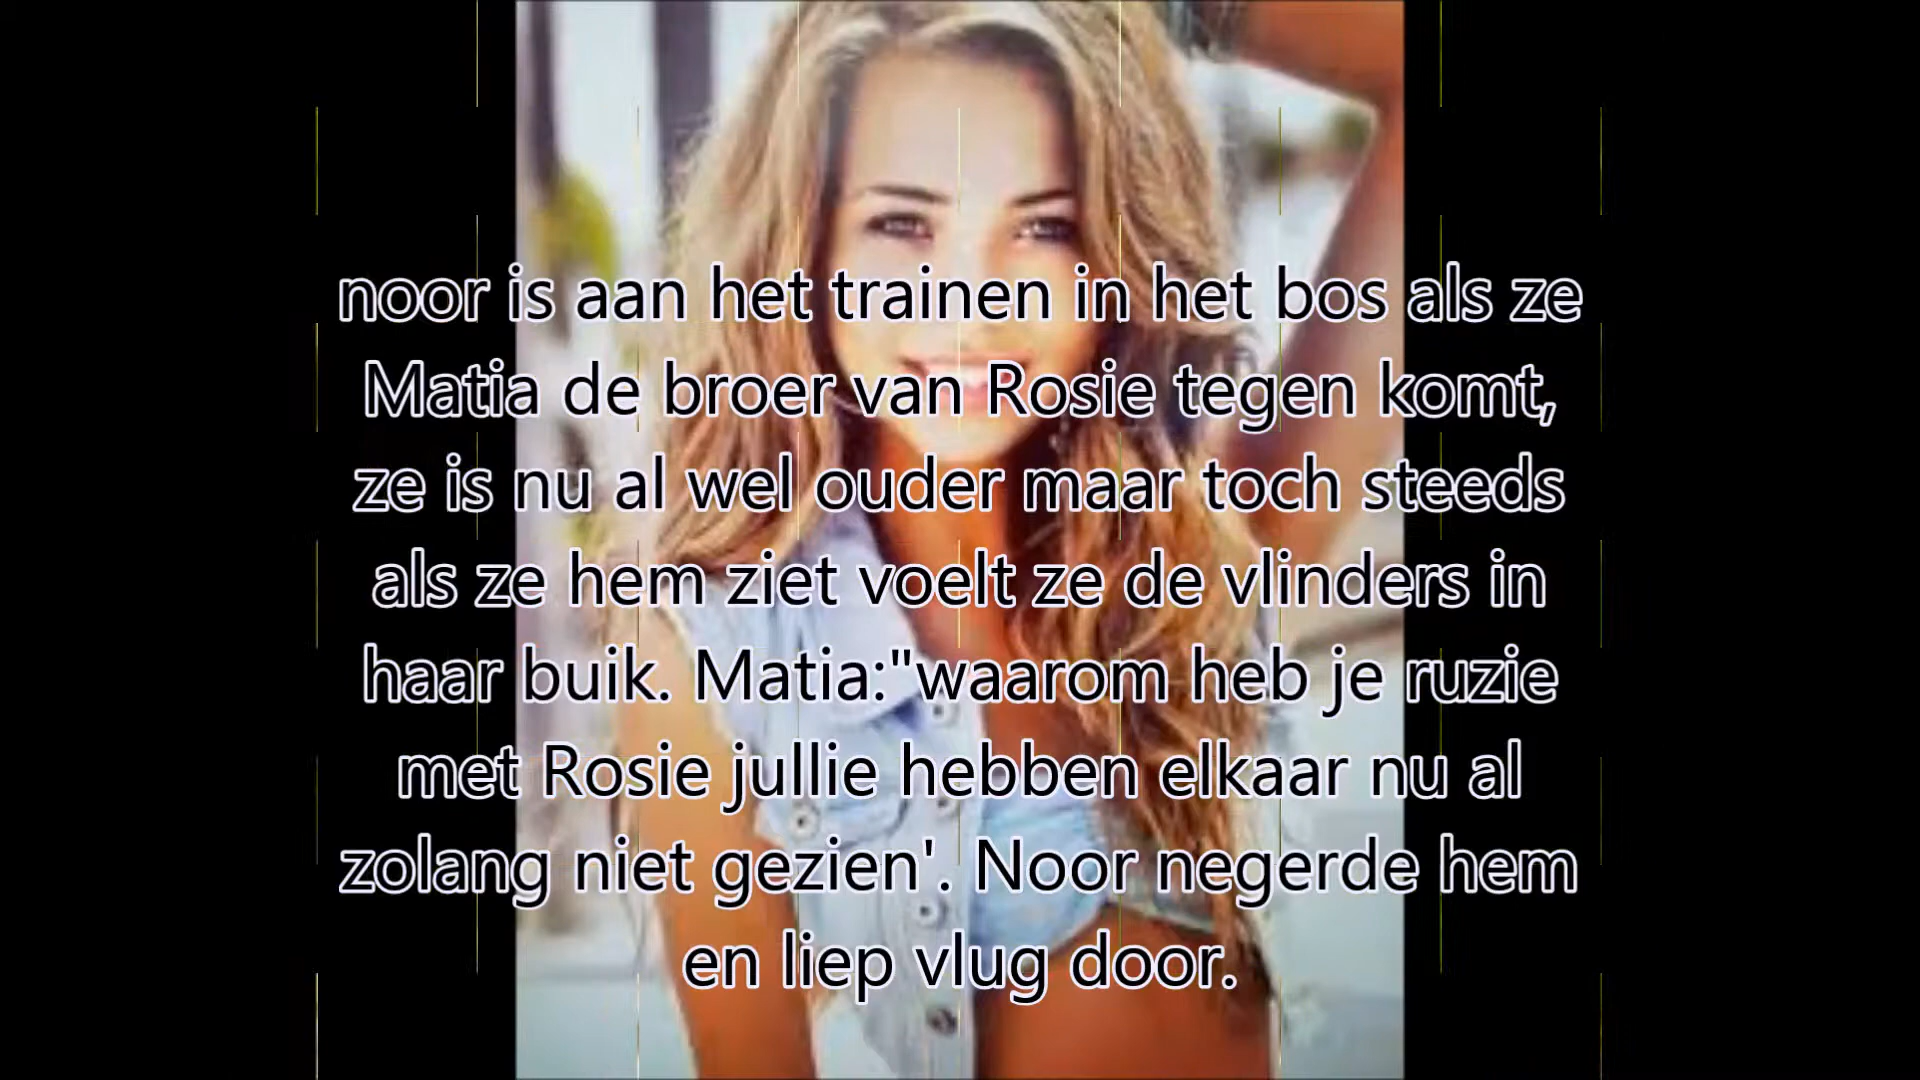 noor is aan het trainen in het bos als ze
Matia de broer van Rosie tegen komt,
ze is nu al wel ouder maar toch steeds
als ze hem ziet voelt ze de vlinders in
haar buik. Matia:"waarom heb je ruzie
met Rosie jullie hebben elkaar nu al
zolang niet gezien'. Noor negerde hem
en liep vlug door.